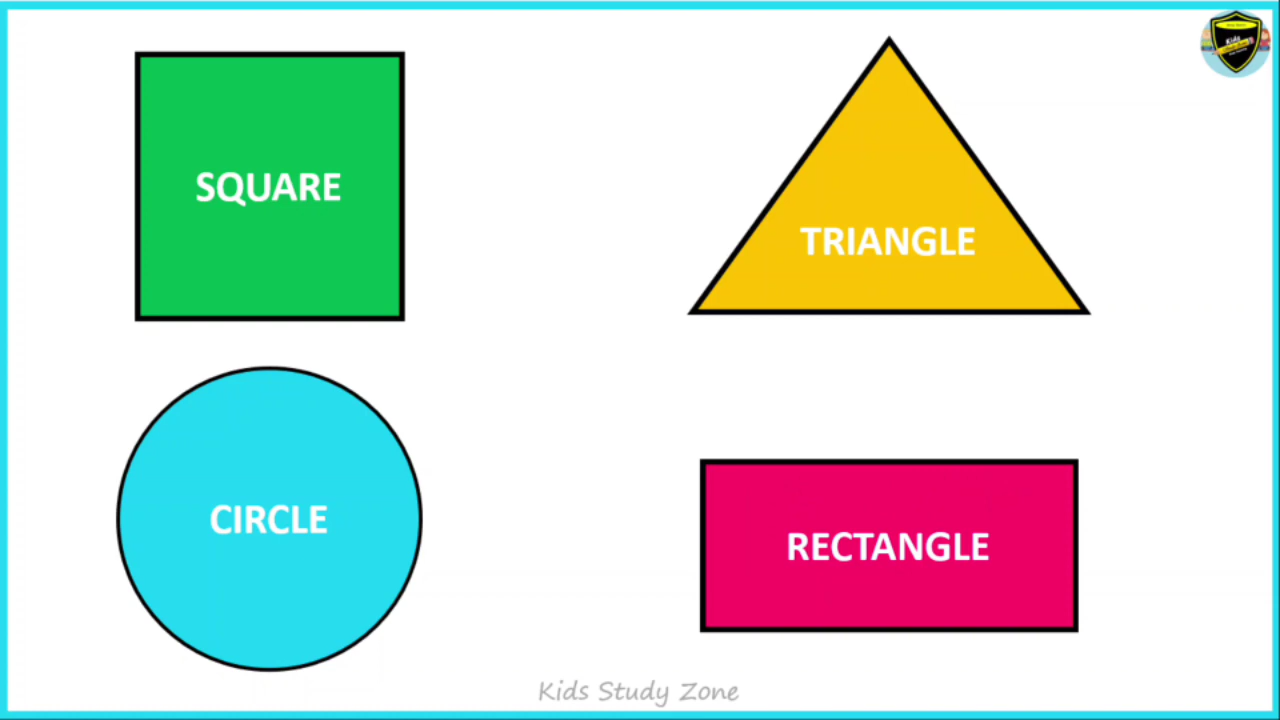 SQUARE
TRIANGLE
CIRCLE
RECTANGLE
Kids Study Zone